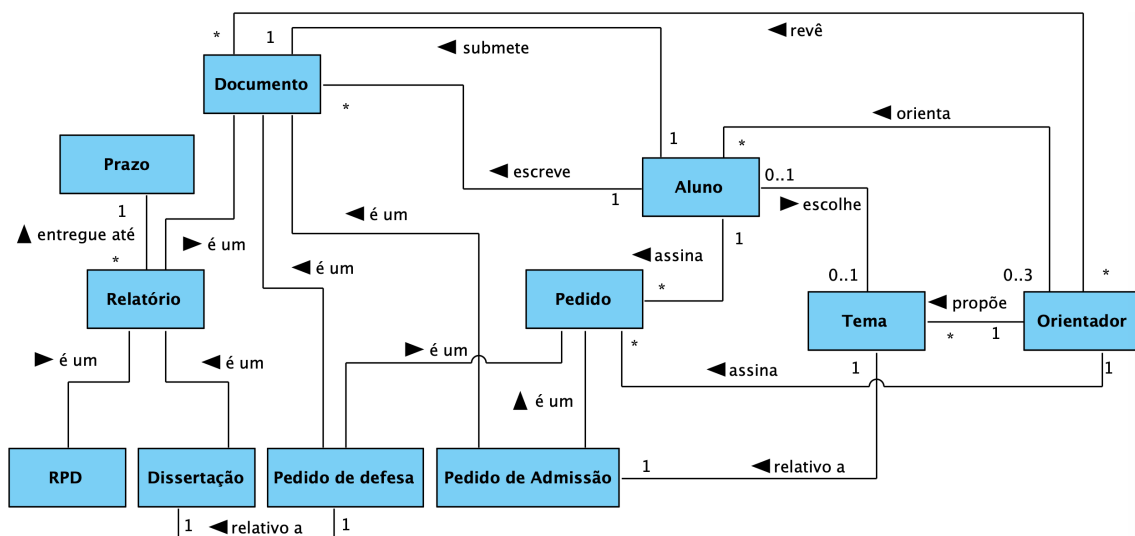 * 1 ◄ submete ◄ revê
Documento
* ◄ orienta
Prazo
1 * 0..1
◄ escreve Aluno
1 1 ► escolhe
▲ entregue até ► é um ◄ é um 1
* ◄ é um ◄ assina
Relatório Pedido * 0..1 0..3 *
Tema ◄ propõe Orientador
* 1
► é um ◄ é um ► é um * ◄ assina 1 1
▲ é um
RPD Dissertação Pedido de defesa Pedido de Admissão 1 ◄ relativo a
1 ◄ relativo a 1